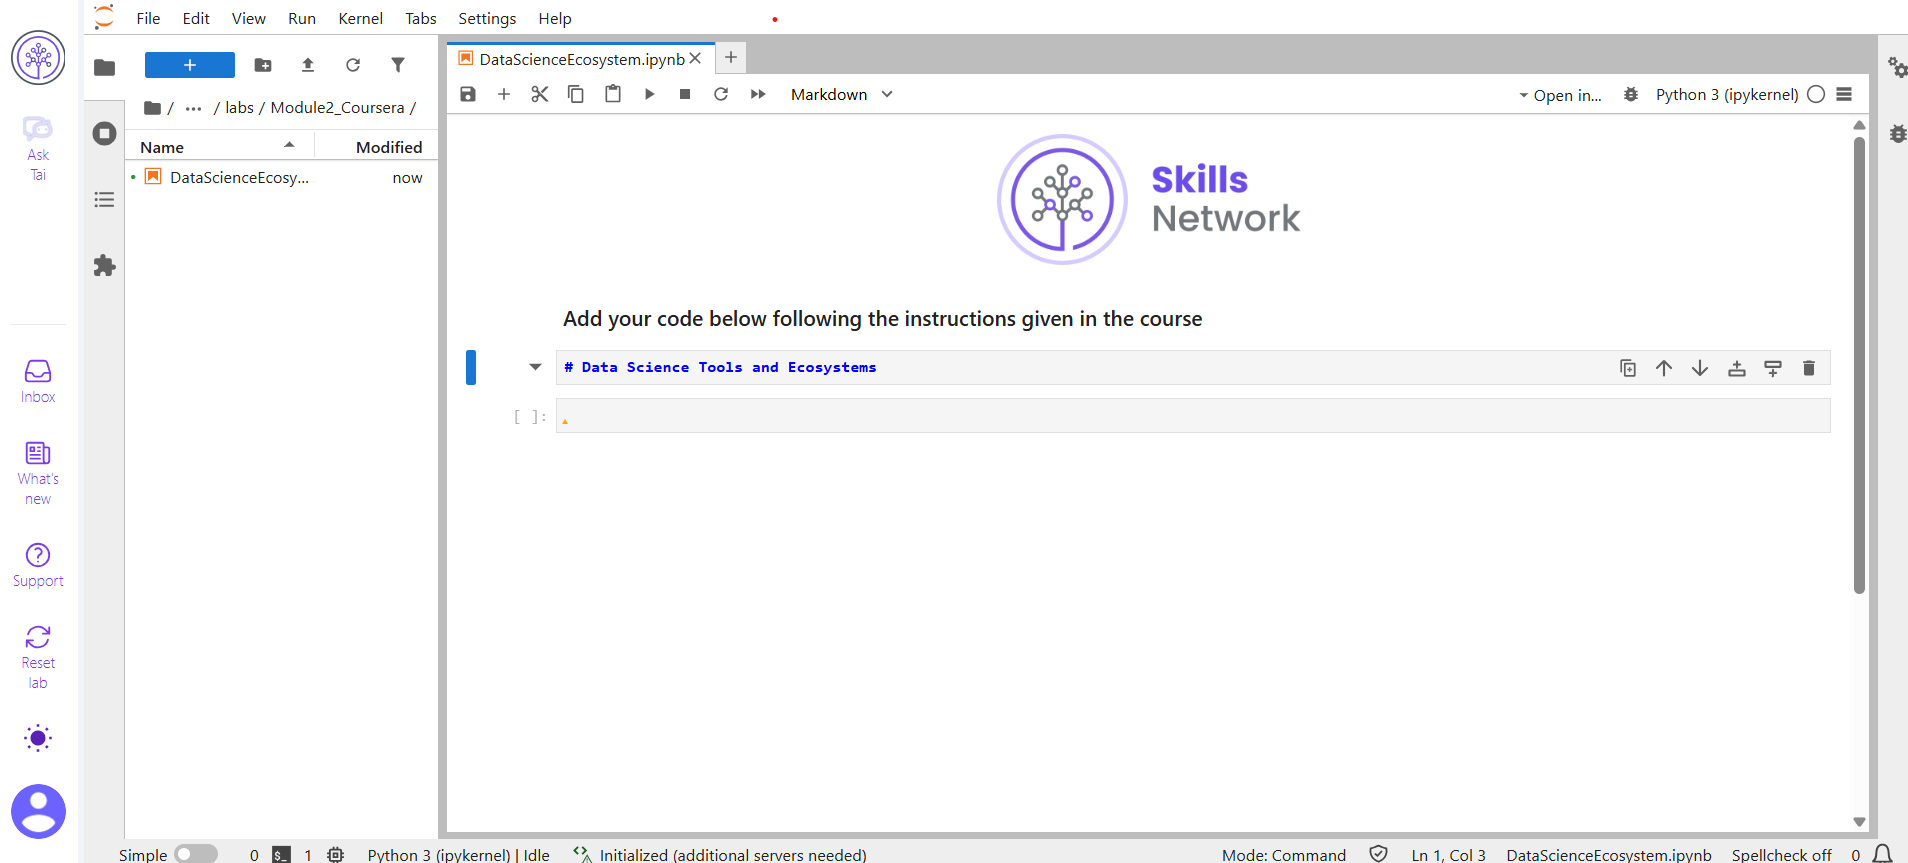 File Edit View Run Kernel Tabs Settings Help
Ask
Tai
Inbox
What's
new
Support
Reset
lab
/ ... / labs / Module2_Coursera /
Name Modified
DataScienceEcosy... now
DataScienceEcosystem.ipynb
Markdown
Open in...
Python 3 (ipykernel)
Skills
Network
Add your code below following the instructions given in the course
# Data Science Tools and Ecosystems
[ ]:
Simple 0 $_ 1 Python 3 (ipykernel) | Idle Initialized (additional servers needed) Mode: Command Ln 1, Col 3 DataScienceEcosystem.ipynb Spellcheck off 0